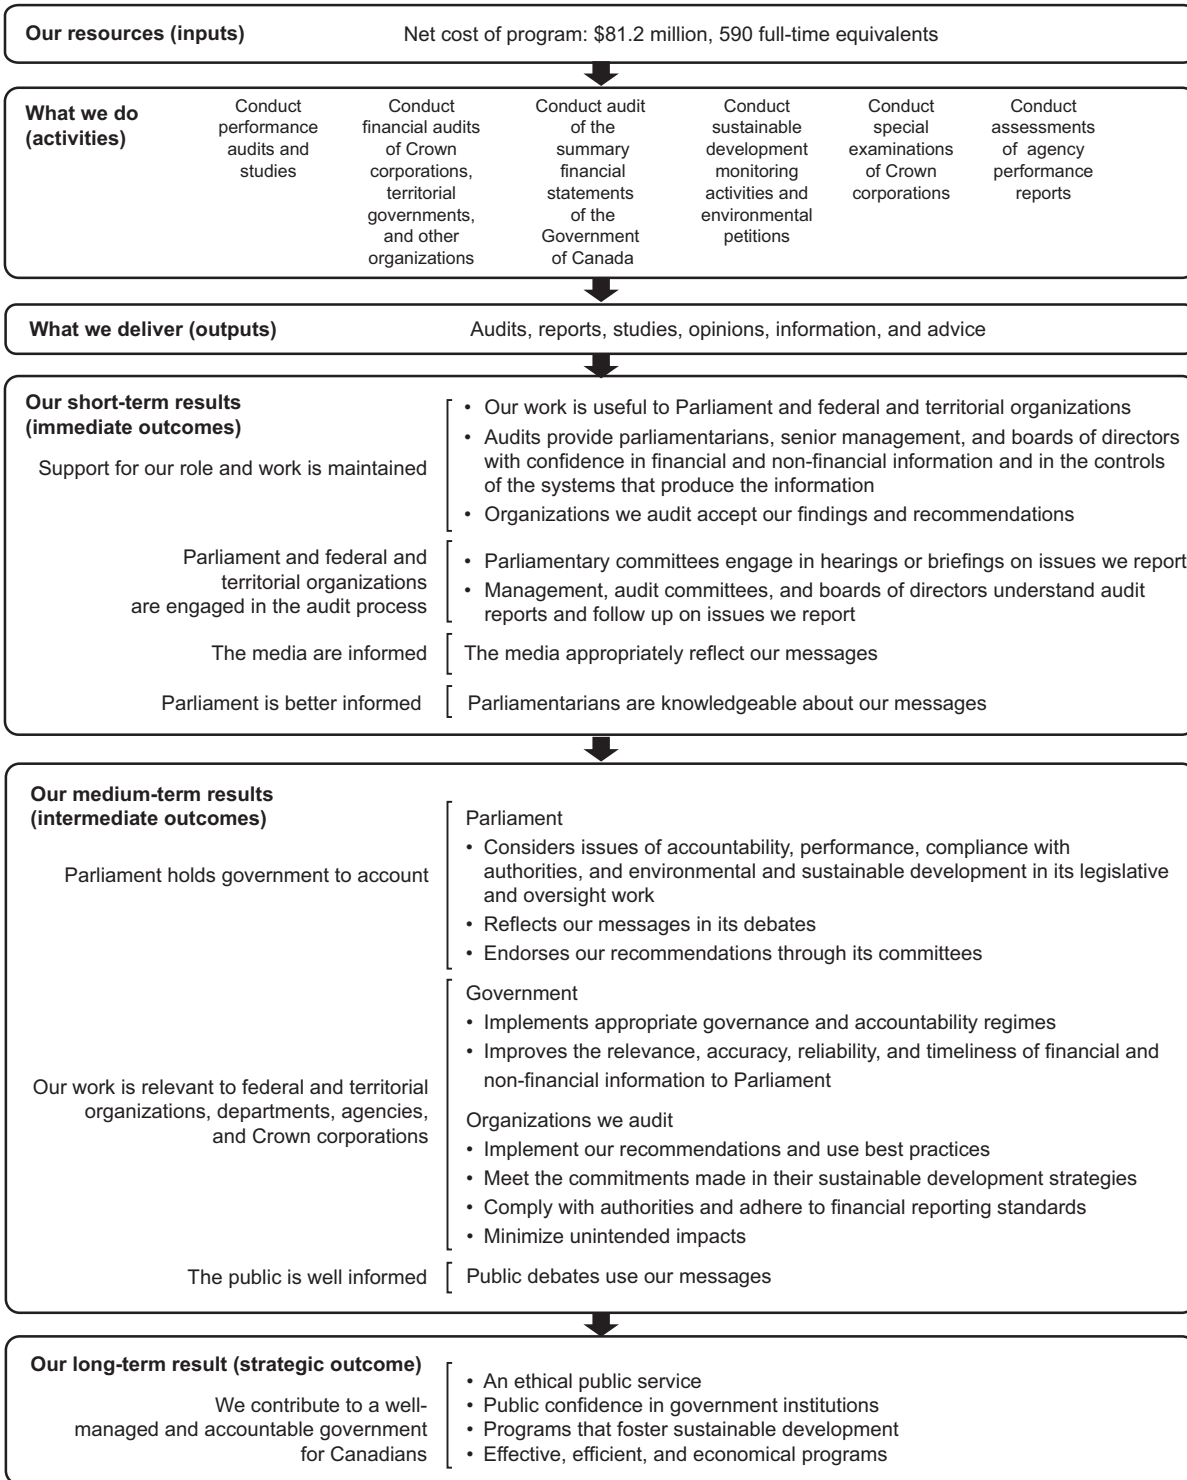 Our resources (inputs) Net cost of program: $81.2 million, 590 full-time equivalents
What we do
(activities)
Conduct
performance
audits and
studies
Conduct
financial audits
of Crown
corporations,
territorial
governments,
and other
organizations
Conduct audit
of the
summary
financial
statements
of the
Government
of Canada
Conduct
sustainable
development
monitoring
activities and
environmental
petitions
Conduct
special
examinations
of Crown
corporations
Conduct
assessments
of agency
performance
reports
What we deliver (outputs) Audits, reports, studies, opinions, information, and advice
Our short-term results
(immediate outcomes)
Support for our role and work is maintained
• Our work is useful to Parliament and federal and territorial organizations
• Audits provide parliamentarians, senior management, and boards of directors
with confidence in financial and non-financial information and in the controls
of the systems that produce the information
• Organizations we audit accept our findings and recommendations
Parliament and federal and
territorial organizations
are engaged in the audit process
• Parliamentary committees engage in hearings or briefings on issues we report
• Management, audit committees, and boards of directors understand audit
reports and follow up on issues we report
The media are informed
The media appropriately reflect our messages
Parliament is better informed
Parliamentarians are knowledgeable about our messages
Our medium-term results
(intermediate outcomes)
Parliament holds government to account
Parliament
• Considers issues of accountability, performance, compliance with
authorities, and environmental and sustainable development in its legislative
and oversight work
• Reflects our messages in its debates
• Endorses our recommendations through its committees
Our work is relevant to federal and territorial
organizations, departments, agencies,
and Crown corporations
Government
• Implements appropriate governance and accountability regimes
• Improves the relevance, accuracy, reliability, and timeliness of financial and
non-financial information to Parliament
Organizations we audit
• Implement our recommendations and use best practices
• Meet the commitments made in their sustainable development strategies
• Comply with authorities and adhere to financial reporting standards
• Minimize unintended impacts
The public is well informed
Public debates use our messages
Our long-term result (strategic outcome)
We contribute to a well-
managed and accountable government
for Canadians
• An ethical public service
• Public confidence in government institutions
• Programs that foster sustainable development
• Effective, efficient, and economical programs